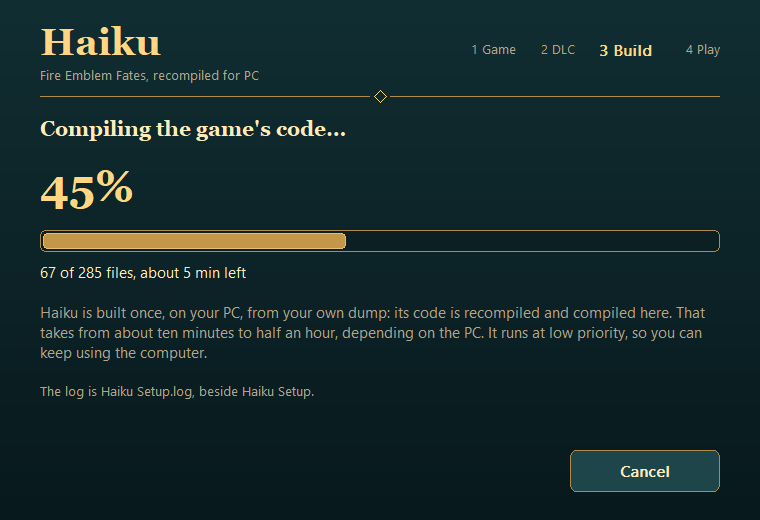 Haiku
Fire Emblem Fates, recompiled for PC
1 Game 2 DLC 3 Build 4 Play
Compiling the game's code...
45%
67 of 285 files, about 5 min left
Haiku is built once, on your PC, from your own dump: its code is recompiled and compiled here. That
takes from about ten minutes to half an hour, depending on the PC. It runs at low priority, so you can
keep using the computer.
The log is Haiku Setup.log, beside Haiku Setup.
Cancel